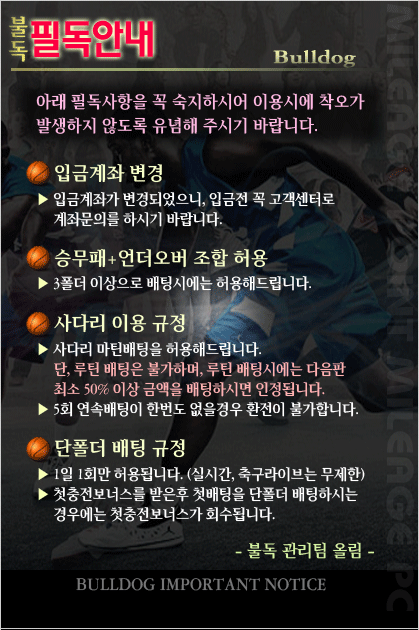 불독 필독안내
Bulldog
아래 필독사항을 꼭 숙지하시어 이용시에 착오가
발생하지 않도록 유념해 주시기 바랍니다.
입금계좌 변경
▶ 입금계좌가 변경되었으니, 입금전 꼭 고객센터로
계좌문의를 하시기 바랍니다.
승무패+언더오버 조합 허용
▶ 3폴더 이상으로 배팅시에는 허용해드립니다.
사다리 이용 규정
▶ 사다리 마틴배팅을 허용해드립니다.
단, 루틴 배팅은 불가하며, 루틴 배팅시에는 다음판
최소 50% 이상 금액을 배팅하시면 인정됩니다.
▶ 5회 연속배팅이 한번도 없을경우 환전이 불가합니다.
단폴더 배팅 규정
▶ 1일 1회만 허용됩니다. (실시간, 축구라이브는 무제한)
▶ 첫충전보너스를 받은후 첫배팅을 단폴더 배팅하시는
경우에는 첫충전보너스가 회수됩니다.
- 불독 관리팀 올림 -
BULLDOG IMPORTANT NOTICE